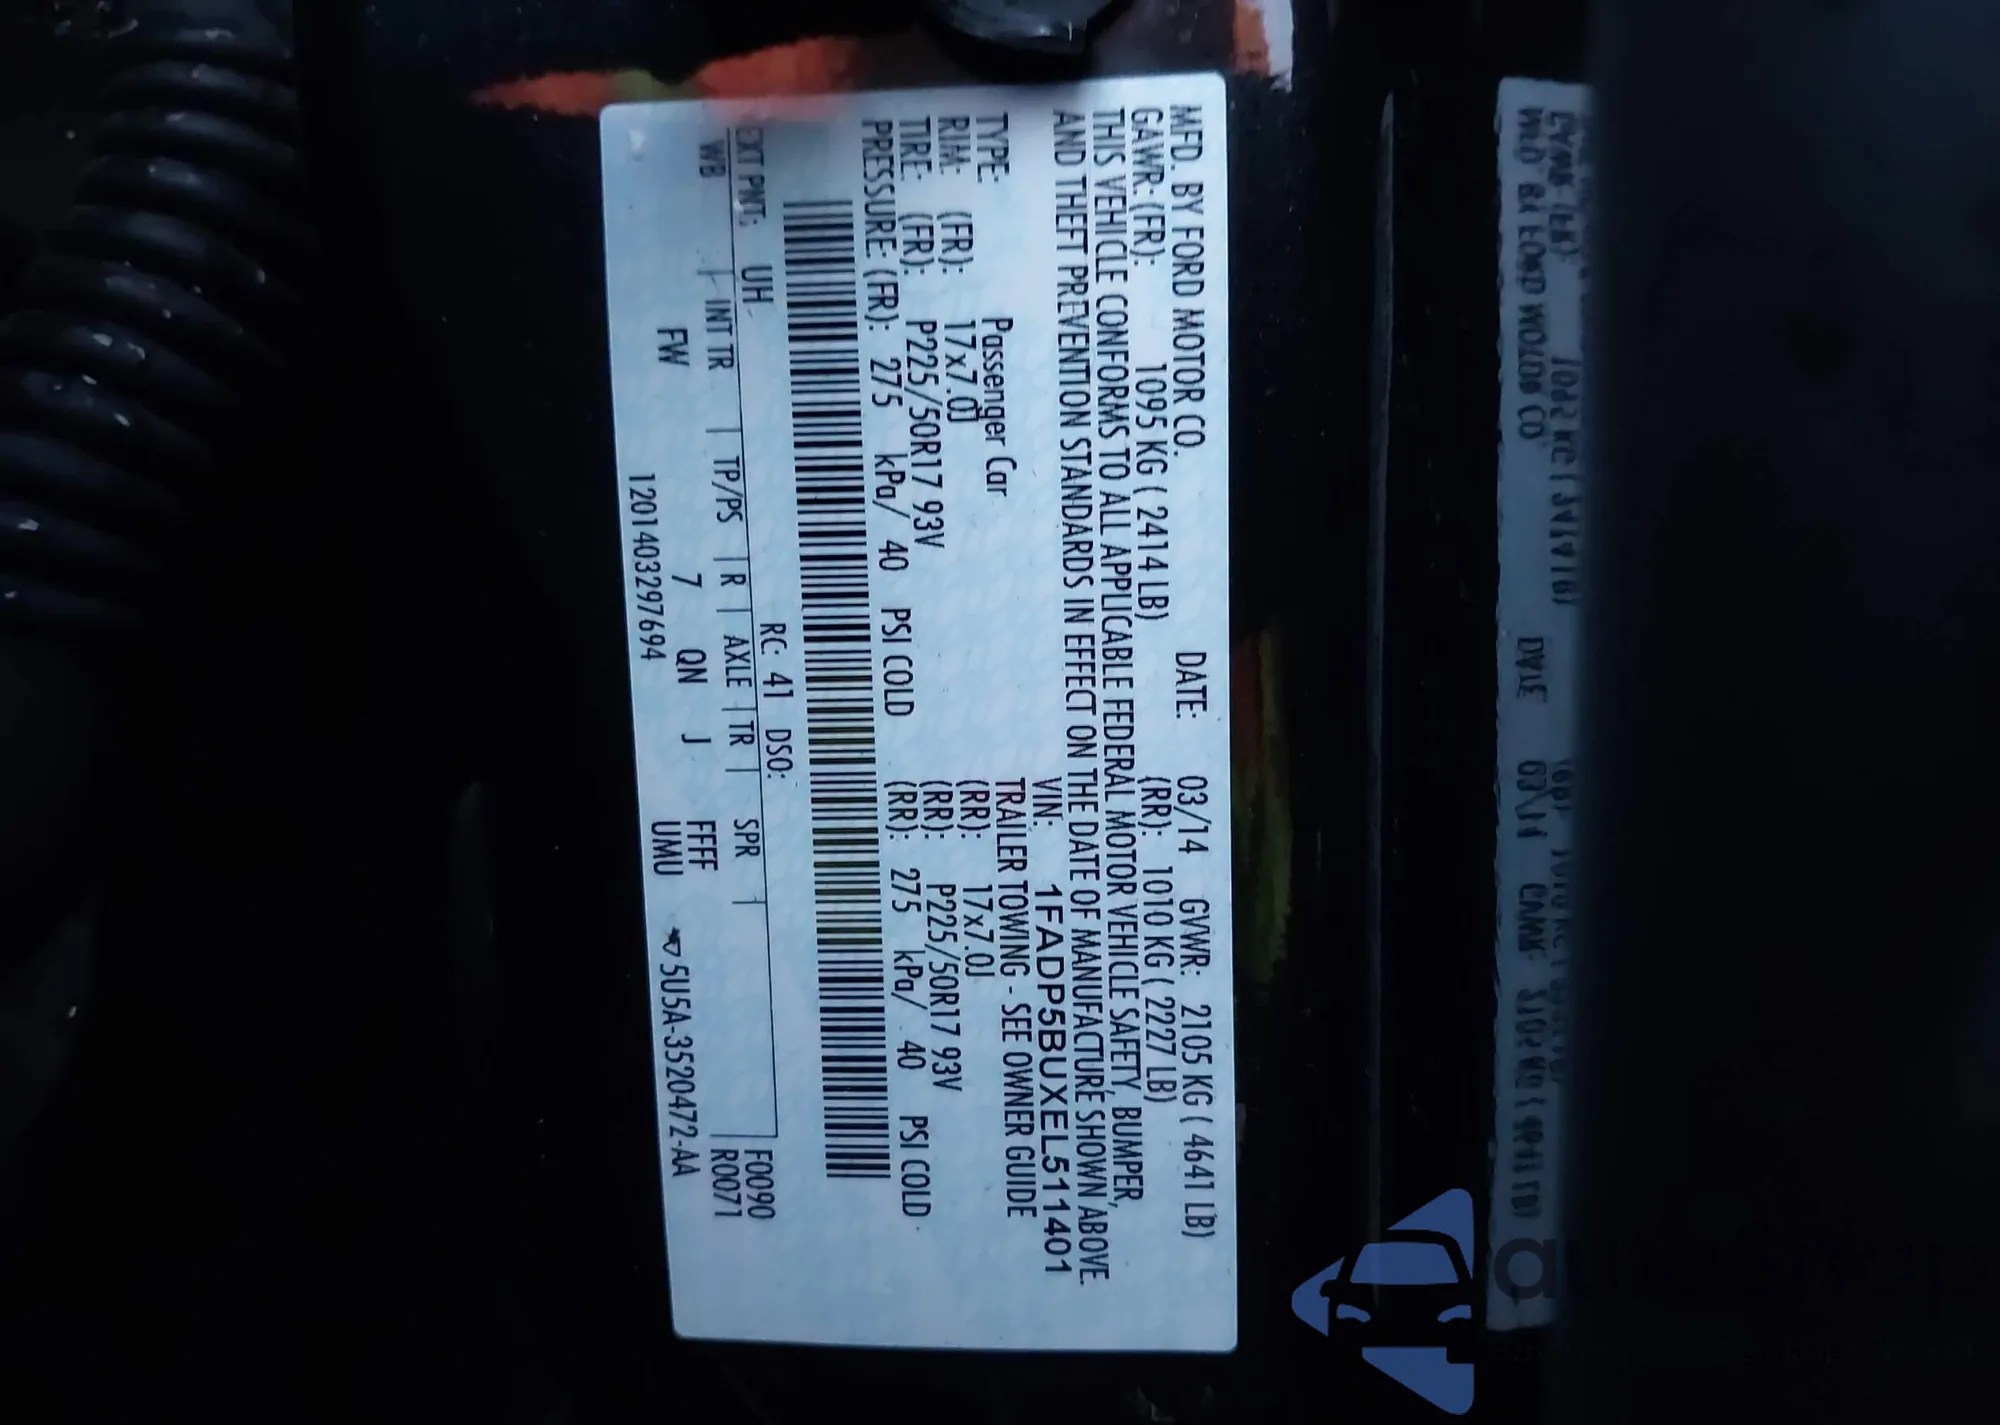 MFD. BY FORD MOTOR CO. DATE: 03/14 GVWR: 2105 KG ( 4641 LB)
GAWR: (FR): 1095 KG ( 2414 LB) (RR): 1010 KG ( 2227 LB)
THIS VEHICLE CONFORMS TO ALL APPLICABLE FEDERAL MOTOR VEHICLE SAFETY, BUMPER,
AND THEFT PREVENTION STANDARDS IN EFFECT ON THE DATE OF MANUFACTURE SHOWN ABOVE.
VIN: 1FADP5BUXEL511401
TYPE: Passenger Car TRAILER TOWING - SEE OWNER GUIDE
RIM: (FR): 17x7.0J (RR): 17x7.0J
TIRE: (FR): P225/50R17 93V (RR): P225/50R17 93V
PRESSURE: (FR): 275 kPa/ 40 PSI COLD (RR): 275 kPa/ 40 PSI COLD
EXT PNT: UH RC: 41 DSO: F0090
WB | INT TR | TP/PS | R | AXLE | TR | SPR | R0071
FW 7 QN J FFFF
UMU 5U5A-3520472-AA
1201403297694